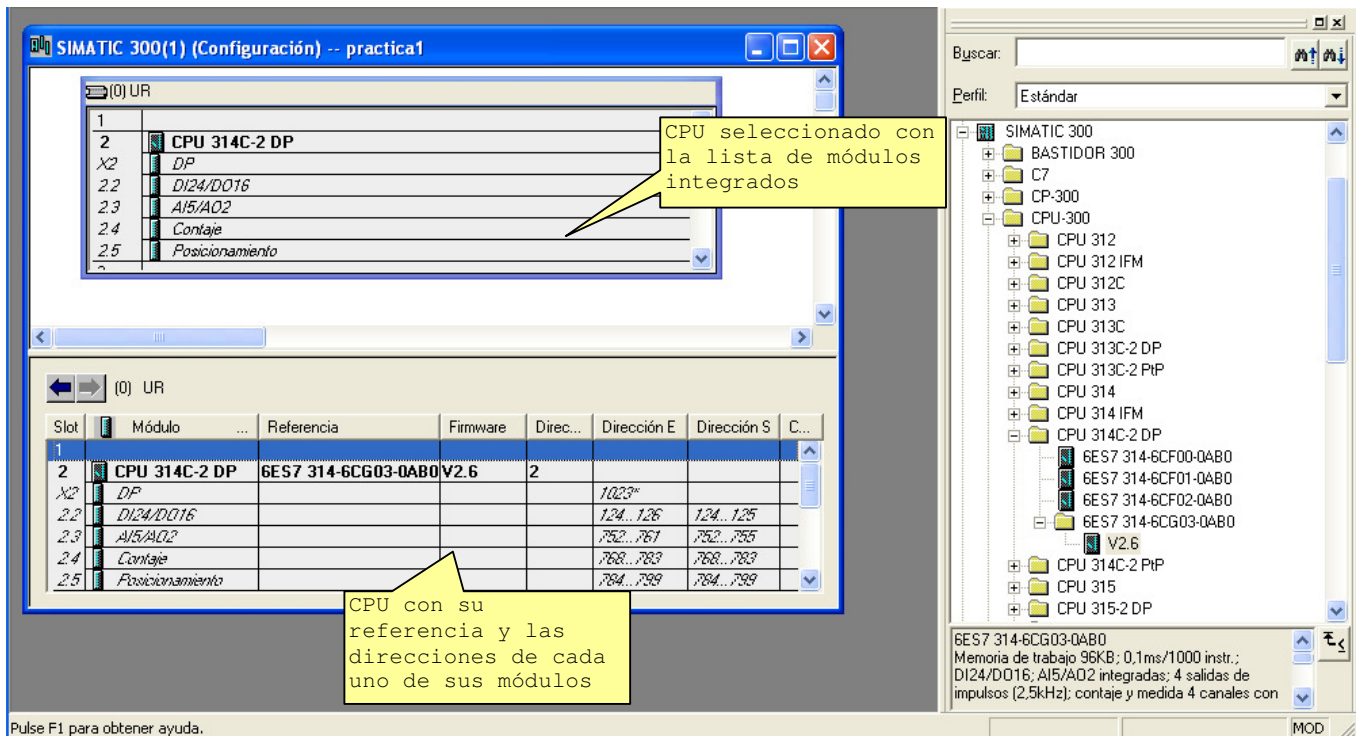 SIMATIC 300(1) (Configuración) -- practica1
(0) UR
1
2 CPU 314C-2 DP
X2 DP
2.2 DI24/DO16
2.3 AI5/AO2
2.4 Contaje
2.5 Posicionamiento
CPU seleccionado con
la lista de módulos
integrados
(0) UR
Slot Módulo ... Referencia Firmware Direc... Dirección E Dirección S C...
1
2 CPU 314C-2 DP 6ES7 314-6CG03-0AB0 V2.6 2
X2 DP 1023*
2.2 DI24/DO16 124...126 124...125
2.3 AI5/AO2 752...761 752...755
2.4 Contaje 768...783 768...783
2.5 Posicionamiento 784...799 784...799
CPU con su
referencia y las
direcciones de cada
uno de sus módulos
Buscar:
Perfil: Estándar
SIMATIC 300
BASTIDOR 300
C7
CP-300
CPU-300
CPU 312
CPU 312 IFM
CPU 312C
CPU 313
CPU 313C
CPU 313C-2 DP
CPU 313C-2 PtP
CPU 314
CPU 314 IFM
CPU 314C-2 DP
6ES7 314-6CF00-0AB0
6ES7 314-6CF01-0AB0
6ES7 314-6CF02-0AB0
6ES7 314-6CG03-0AB0
V2.6
CPU 314C-2 PtP
CPU 315
CPU 315-2 DP
6ES7 314-6CG03-0AB0
Memoria de trabajo 96KB; 0,1ms/1000 instr.;
DI24/DO16; AI5/AO2 integradas; 4 salidas de
impulsos (2,5kHz); contaje y medida 4 canales con
Pulse F1 para obtener ayuda.
MOD